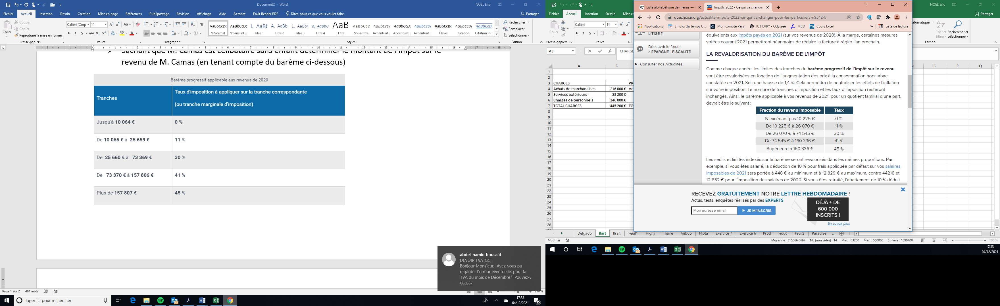 Document2 - Word
NOEL Eric
Fichier Accueil Insertion Dessin Création Mise en page Références Publipostage Révision Affichage Aide Acrobat Foxit Reader PDF Dites-nous ce que vous voulez faire Partager
Coller
Couper
Copier
Reproduire la mise en forme
Presse-papiers
Calibri (Corp 11
G I S
Police
Paragraphe
AaBbCcDc
Normal
Sans int...
Titre 1
Titre 2
Titre 3
Titre 4
Titre
Sous-titre
Accentuat...
Accentuat...
Accentuat...
Élevé
Citation
Citation in...
Styles
Rechercher
Remplacer
Sélectionner
Édition
Sachant que M. Camas est célibataire sans enfant déterminer le montant de l'impôt sur le
revenu de M. Camas (en tenant compte du barème ci-dessous)
Barème progressif applicable aux revenus de 2020
Tranches
Taux d'imposition à appliquer sur la tranche correspondante
(ou tranche marginale d'imposition)
Jusqu'à 10 064 € 0 %
De 10 065 € à 25 659 € 11 %
De 25 660 € à 73 369 € 30 %
De 73 370 € à 157 806 € 41 %
Plus de 157 807 € 45 %
abdel-hamid bousaid
DEVOIR TVA_GCF
Bonjour Monsieur, Avez-vous pu
regarder l'erreur éventuelle, pour la
TVA du mois de Décembre? Pouvez-v
Outlook
Page 1 sur 2 481 mots
Taper ici pour rechercher
17:33
04/12/2021
15
Fichier Accueil Insertion Dessin Mise en
Coller
Presse-papiers
Calibri 11
G I S
Police
A3
CHARGE
A B
1
2
3 CHARGES PR
4 Achats de marchandises 216 000 € Ve
5 Services extérieurs 83 200 €
6 Charges de personnels 146 000 €
7 TOTAL CHARGES 445 200 € TO
8
9
10
11
12
13
14
15
16
17
18
19
20
21
22
23
24
25
26
27
28
Delgado Bart Brait Feuil1 Higny Thaire Aubop Hiota Exercice 7 Exercice 6 Prod Fiduc Feuil2 Paradise ...
Modifier
Moyenne : 315066,6667 Nb (non vides) : 14 Min. : 83200 Max. : 500000 Somme : 1890400
100 %
17:33
04/12/2021
Liste alphabétique de marins —
Impôts 2022 - Ce qui va changer
quechoisir.org/actualite-impots-2022-ce-qui-va-changer-pour-les-particuliers-n95424/
Applications Emploi du temps U... Mon compte Paris IUT EVRY - Odyssee MCD Cours Excel » Liste de lecture
LITIGE ?
Découvrir le forum
> EPARGNE - FISCALITÉ
Consulter nos Actualités
équivalents aux impôts payés en 2021 (sur vos revenus de 2020). À la marge, certaines mesures
votées courant 2021 permettront néanmoins de réduire la facture à régler l'an prochain.
LA REVALORISATION DU BARÈME DE L'IMPÔT
Comme chaque année, les limites des tranches du barème progressif de l'impôt sur le revenu
vont être revalorisées en fonction de l'augmentation des prix à la consommation hors tabac
constatée en 2021. Soit une hausse de 1,4 %. Cela permettra de neutraliser les effets de l'inflation
sur votre imposition. Le nombre de tranches d'imposition et les taux d'imposition resteront
inchangés. Ainsi, le barème applicable à vos revenus de 2021, pour un quotient familial d'une part,
devrait être le suivant :
Fraction du revenu imposable Taux
N'excédant pas 10 225 € 0 %
De 10 225 € à 26 070 € 11 %
De 26 070 € à 74 545 € 30 %
De 74 545 € à 160 336 € 41 %
Supérieure à 160 336 € 45 %
Les seuils et limites indexés sur le barème seront revalorisés dans les mêmes proportions. Par
exemple, si vous êtes salarié, la déduction de 10 % pour frais appliquée par défaut sur vos salaires
imposables de 2021 sera portée à 448 € au minimum et à 12 829 € au maximum, contre 442 € et
12 652 € pour l'imposition des salaires de 2020. Si vous êtes retraité, l'abattement de 10 % déduit
RECEVEZ GRATUITEMENT NOTRE LETTRE HEBDOMADAIRE !
Actus, tests, enquêtes réalisés par des EXPERTS
Mon adresse email
JE M'INSCRIS
DÉJÀ + DE
600 000
INSCRITS !
En savoir plus
NOEL Eric
Partager
utomatique
Trier et
filtrer
Rechercher et
sélectionner
Édition
N O P Q